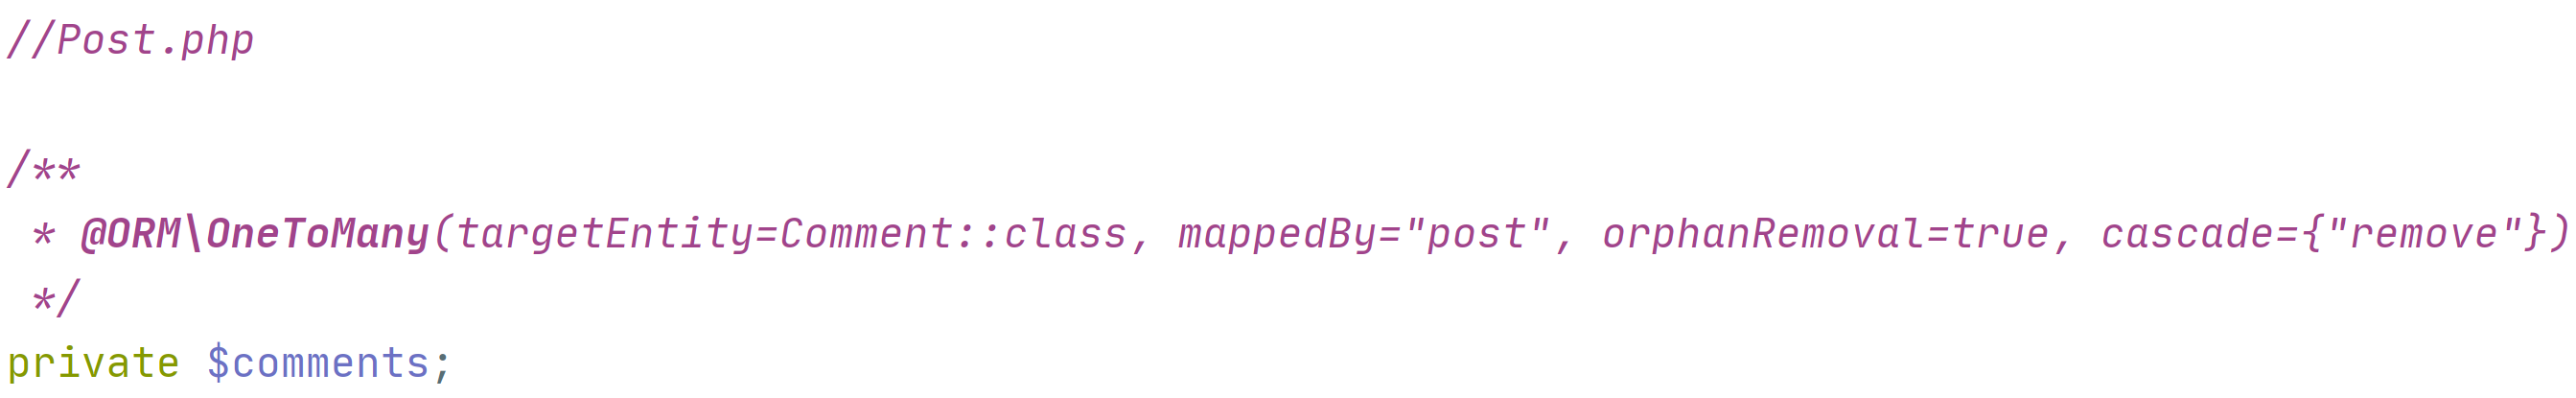 //Post.php
/**
 * @ORM\OneToMany(targetEntity=Comment::class, mappedBy="post", orphanRemoval=true, cascade={"remove"})
 */
private $comments;